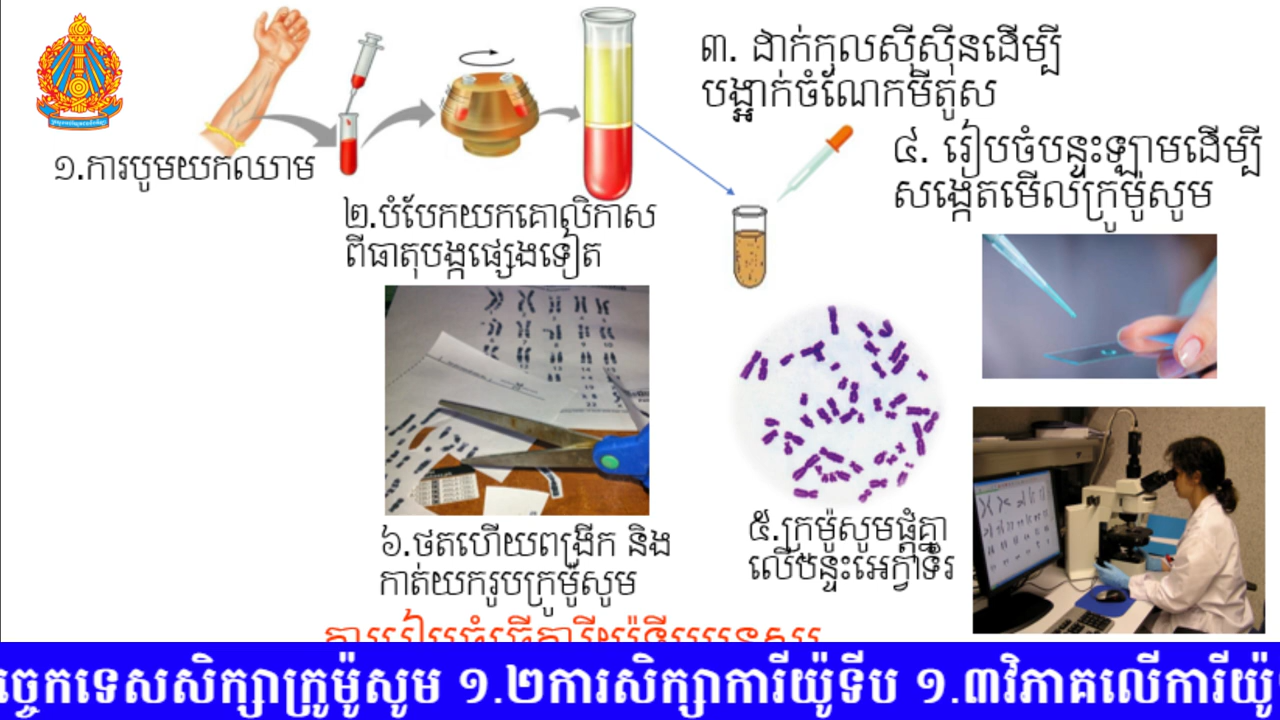 ១.ការបូមយកឈាម
២.បំបែកយកគោលិកាស
ពីធាតុបង្កផ្សេងទៀត
៣. ដាក់កុលស៊ីស៊ីនដើម្បី
បង្អាក់ចំណែកមីតូស
៤. រៀបចំបន្ទះឡាមដើម្បី
សង្កេតមើលក្រូម៉ូសូម
៥.ក្រូម៉ូសូមផ្តុំគ្នា
លើបន្ទះអេក្វាទ័រ
៦.ថតហើយពង្រីក និង
កាត់យករូបក្រូម៉ូសូម
ច្ចេកទេសសិក្សាក្រូម៉ូសូម ១.២ការសិក្សាការីយ៉ូទីប ១.៣វិភាគលើការីយ៉ូ